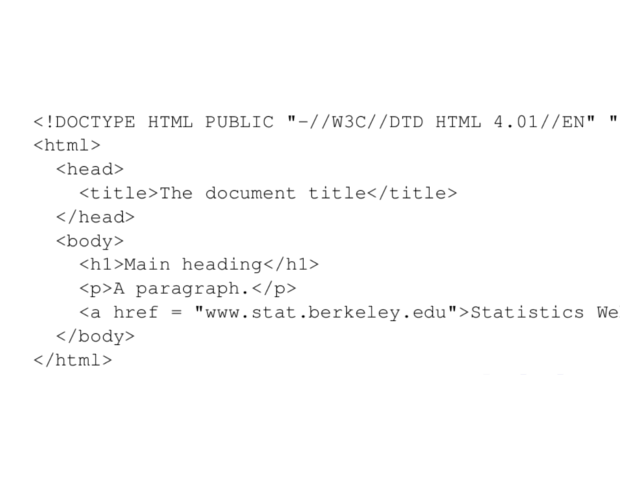 <!DOCTYPE HTML PUBLIC "-//W3C//DTD HTML 4.01//EN" "
<html>
<head>
<title>The document title</title>
</head>
<body>
<h1>Main heading</h1>
<p>A paragraph.</p>
<a href = "www.stat.berkeley.edu">Statistics We
</body>
</html>